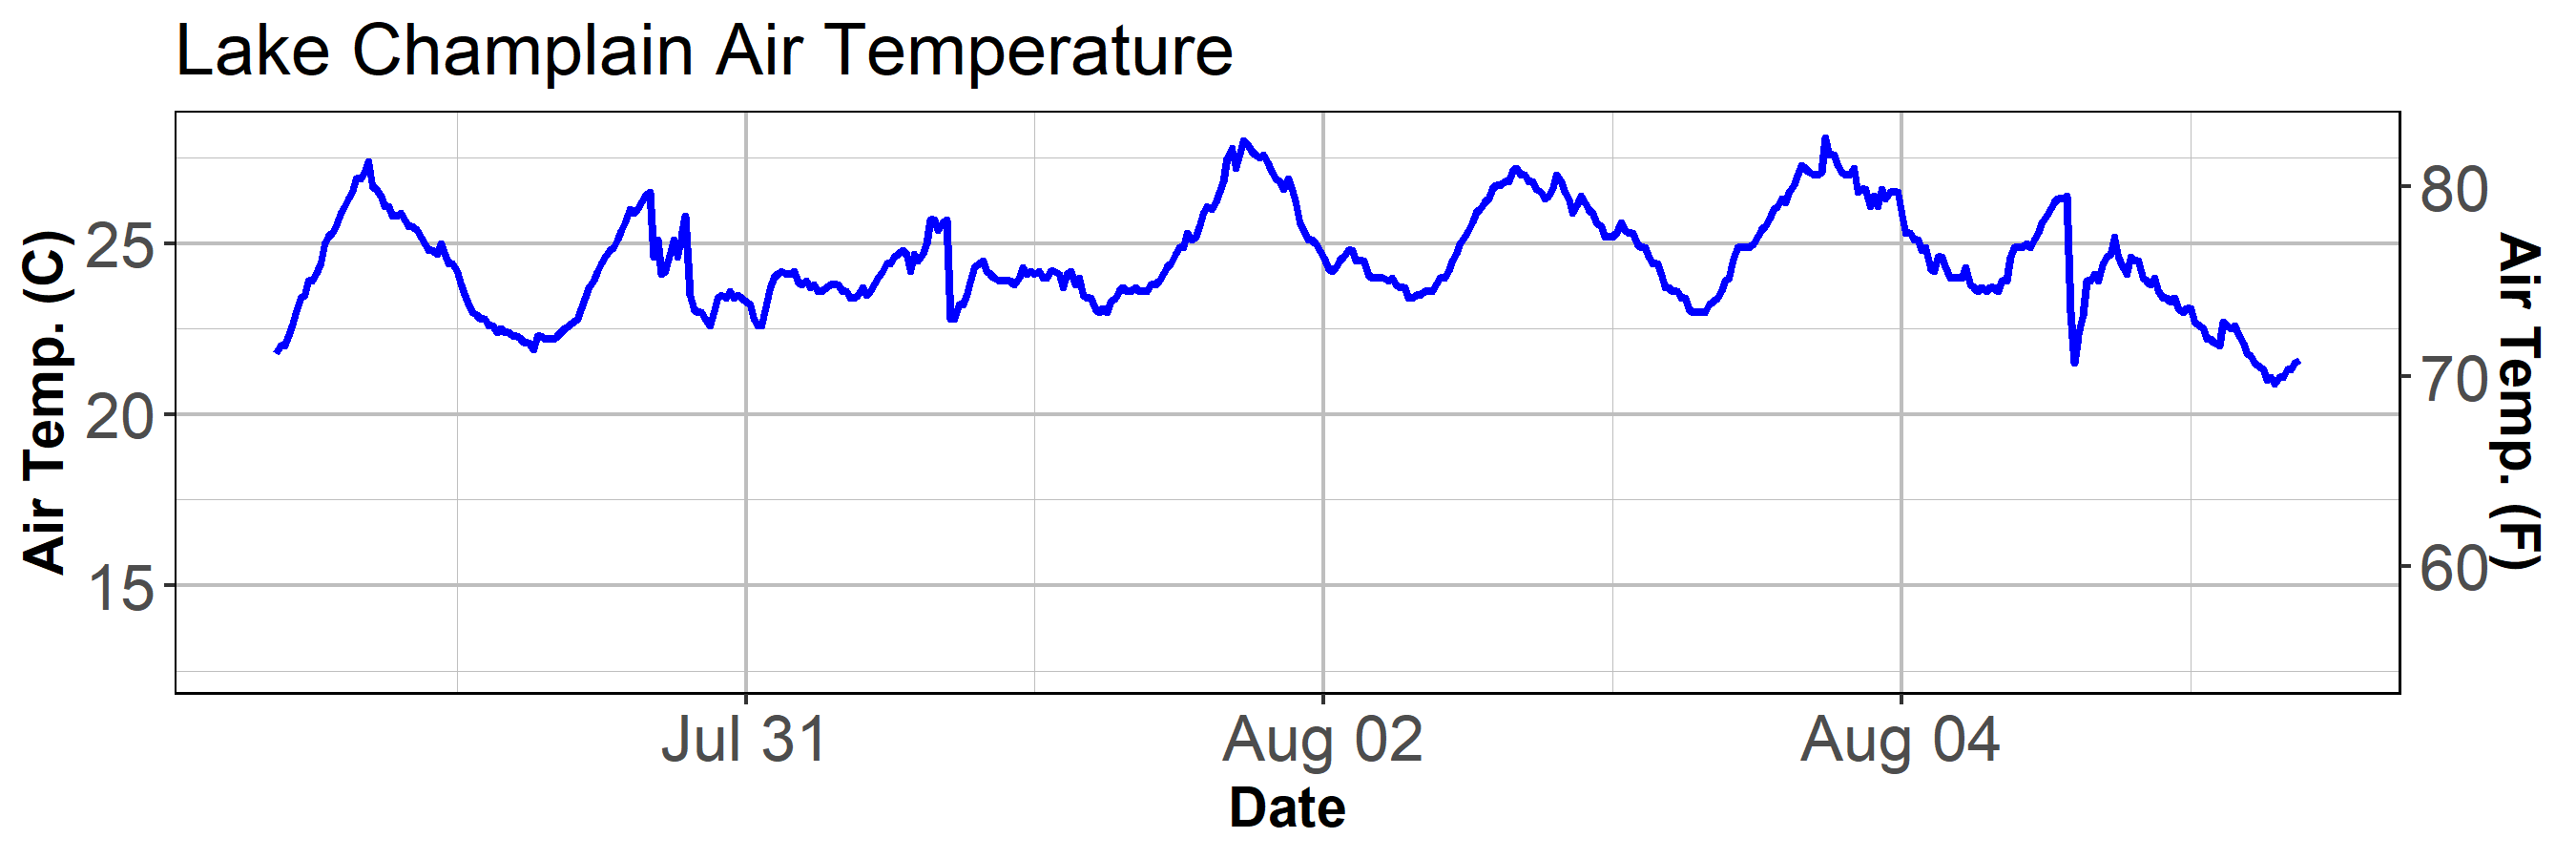 Lake Champlain Air Temperature
Air Temp. (C)
25
20
15
80
70
60
Air Temp. (F)
Jul 31
Aug 02
Aug 04
Date